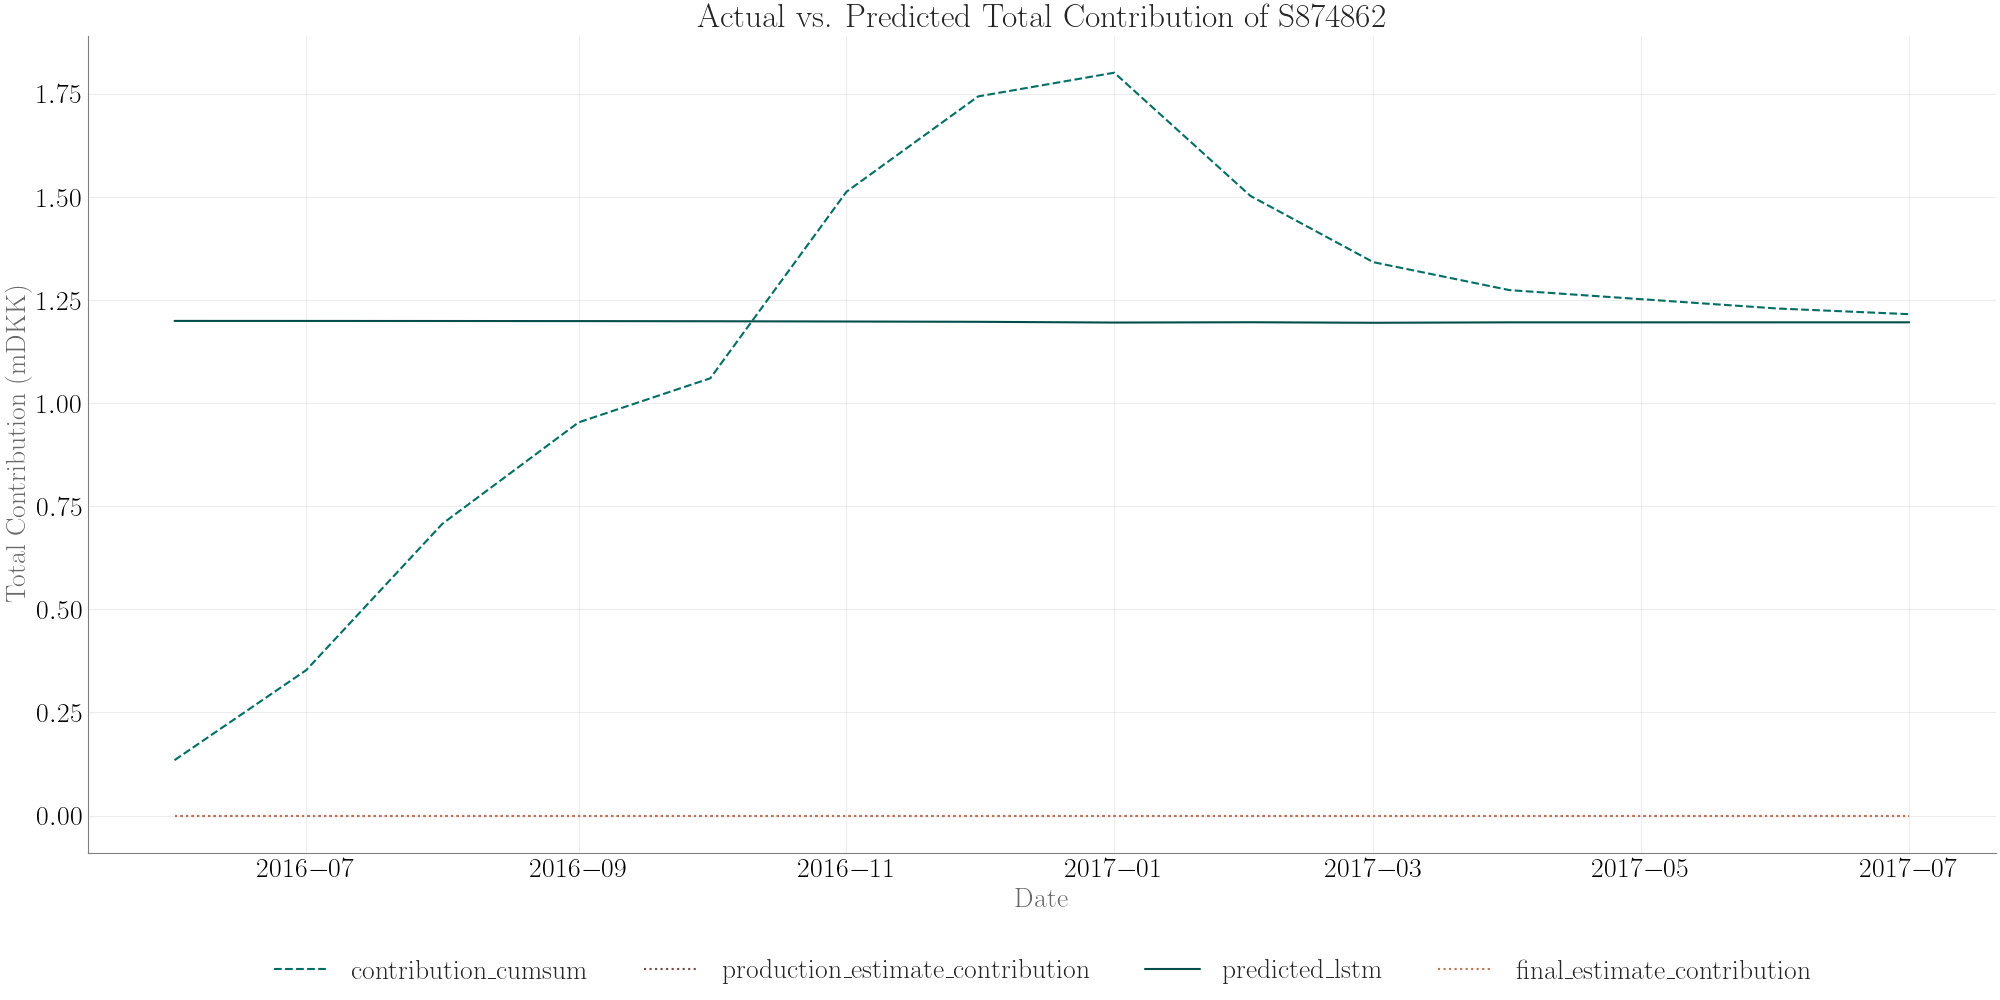 Actual vs. Predicted Total Contribution of S874862
Total Contribution (mDKK)
1.75
1.50
1.25
1.00
0.75
0.50
0.25
0.00
2016–07 2016–09 2016–11 2017–01 2017–03 2017–05 2017–07
Date
contribution_cumsum production_estimate_contribution predicted_lstm final_estimate_contribution